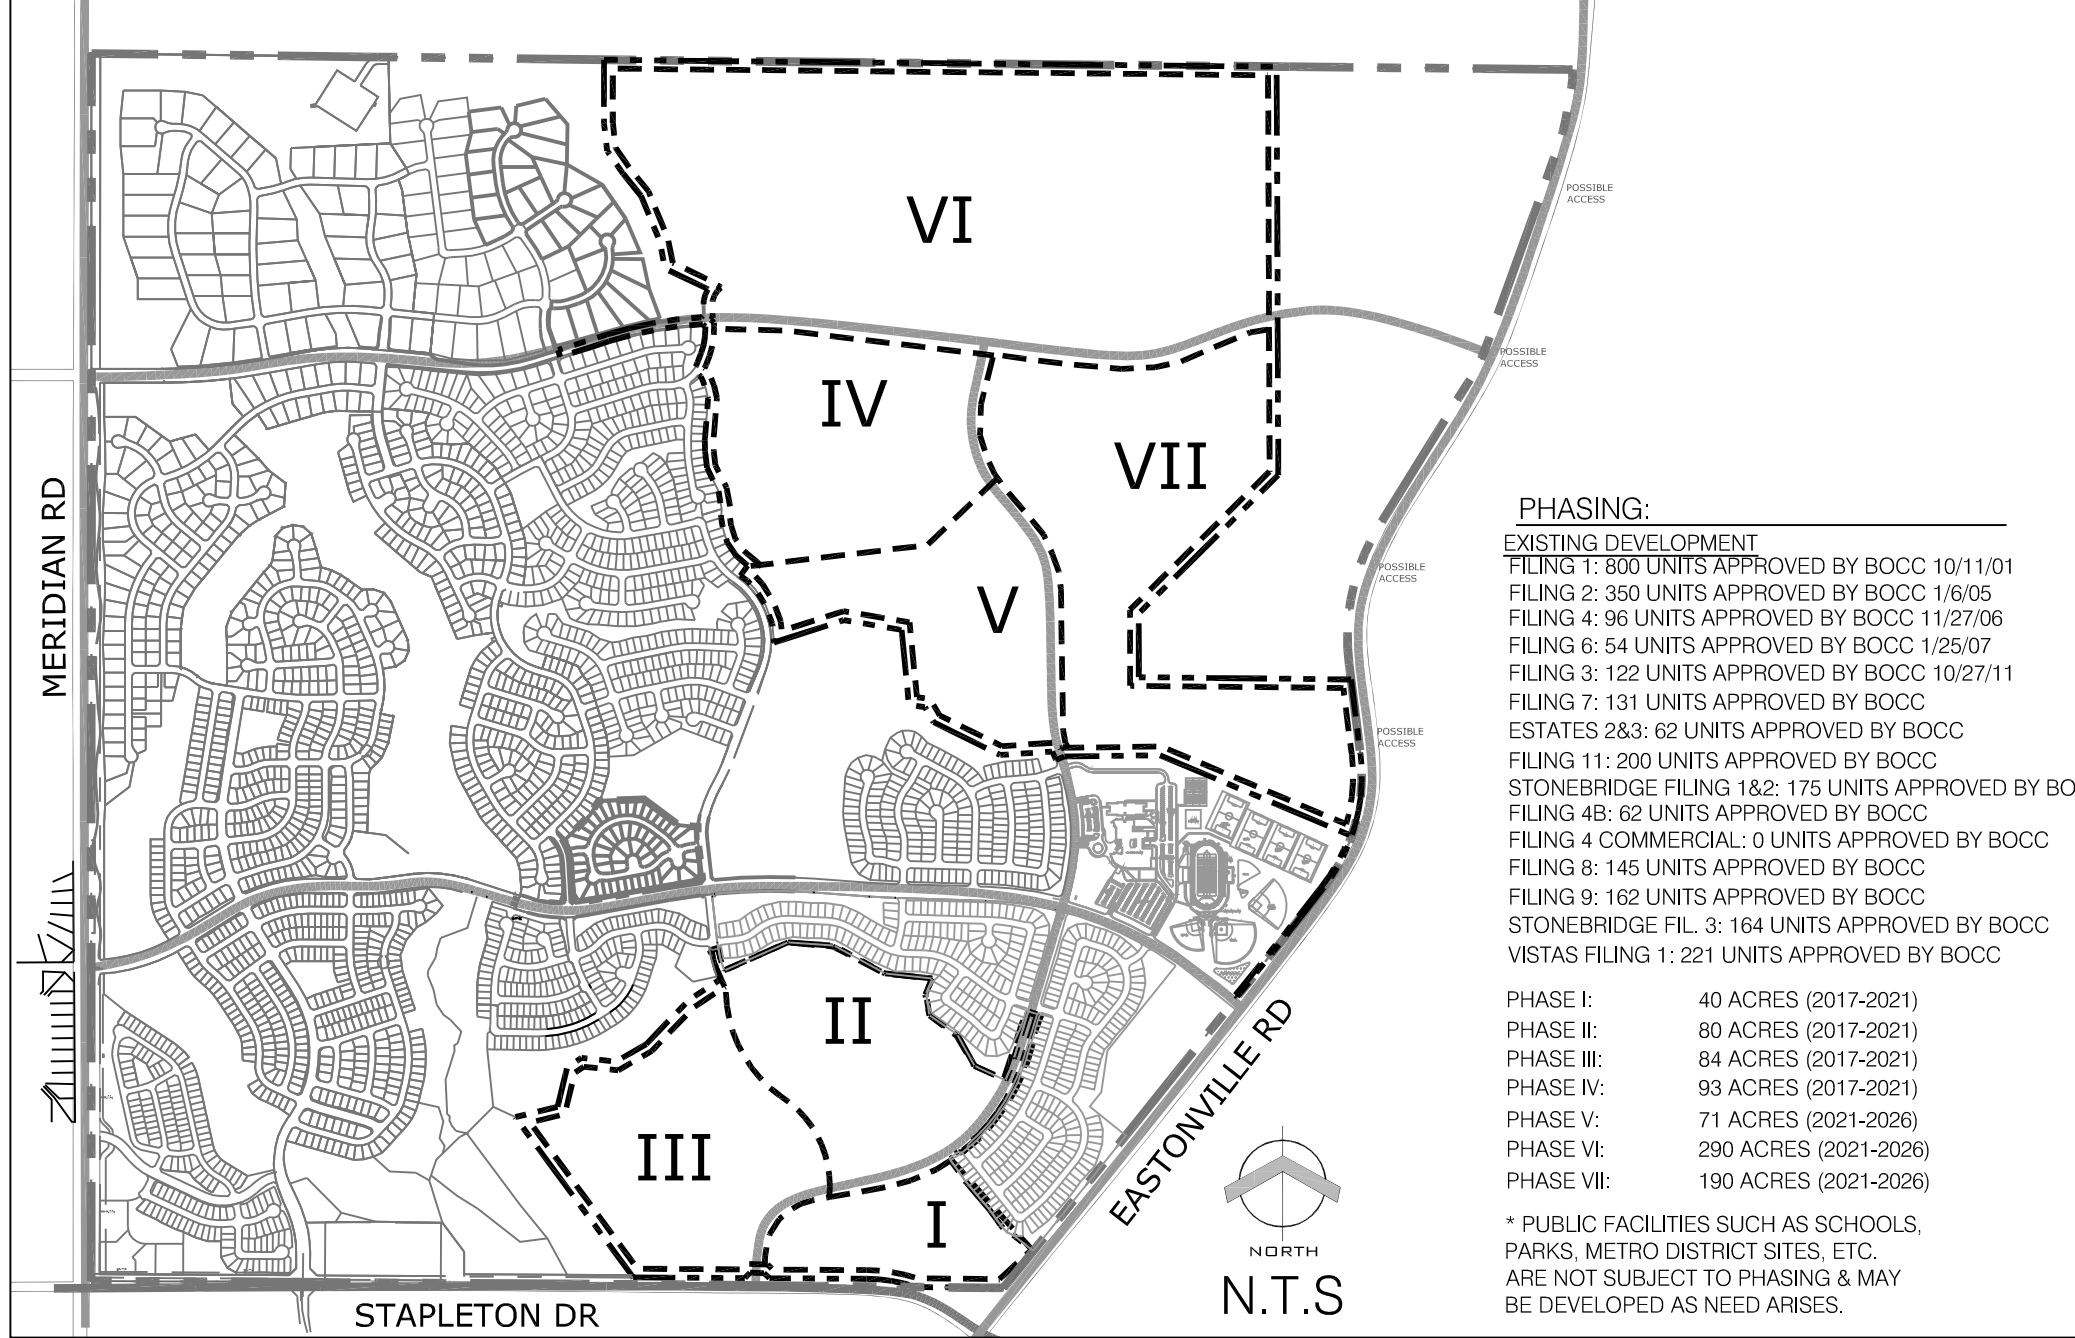 VI
POSSIBLE
ACCESS
IV
POSSIBLE
ACCESS
VII
MERIDIAN RD
V
POSSIBLE
ACCESS
POSSIBLE
ACCESS
II
III
I
EASTONVILLE RD
STAPLETON DR
NORTH
N.T.S
PHASING:
EXISTING DEVELOPMENT
FILING 1: 800 UNITS APPROVED BY BOCC 10/11/01
FILING 2: 350 UNITS APPROVED BY BOCC 1/6/05
FILING 4: 96 UNITS APPROVED BY BOCC 11/27/06
FILING 6: 54 UNITS APPROVED BY BOCC 1/25/07
FILING 3: 122 UNITS APPROVED BY BOCC 10/27/11
FILING 7: 131 UNITS APPROVED BY BOCC
ESTATES 2&3: 62 UNITS APPROVED BY BOCC
FILING 11: 200 UNITS APPROVED BY BOCC
STONEBRIDGE FILING 1&2: 175 UNITS APPROVED BY BO
FILING 4B: 62 UNITS APPROVED BY BOCC
FILING 4 COMMERCIAL: 0 UNITS APPROVED BY BOCC
FILING 8: 145 UNITS APPROVED BY BOCC
FILING 9: 162 UNITS APPROVED BY BOCC
STONEBRIDGE FIL. 3: 164 UNITS APPROVED BY BOCC
VISTAS FILING 1: 221 UNITS APPROVED BY BOCC
PHASE I: 40 ACRES (2017-2021)
PHASE II: 80 ACRES (2017-2021)
PHASE III: 84 ACRES (2017-2021)
PHASE IV: 93 ACRES (2017-2021)
PHASE V: 71 ACRES (2021-2026)
PHASE VI: 290 ACRES (2021-2026)
PHASE VII: 190 ACRES (2021-2026)
* PUBLIC FACILITIES SUCH AS SCHOOLS,
PARKS, METRO DISTRICT SITES, ETC.
ARE NOT SUBJECT TO PHASING & MAY
BE DEVELOPED AS NEED ARISES.